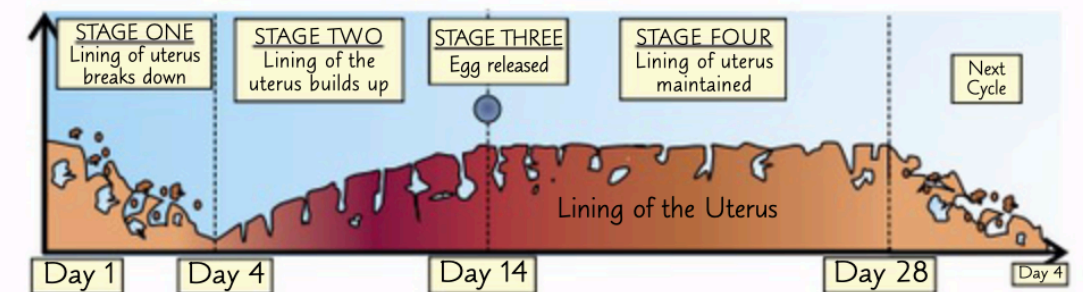 STAGE ONE
Lining of uterus
breaks down
STAGE TWO
Lining of the
uterus builds up
STAGE THREE
Egg released
STAGE FOUR
Lining of uterus
maintained
Next
Cycle
Lining of the Uterus
Day 1
Day 4
Day 14
Day 28
Day 4